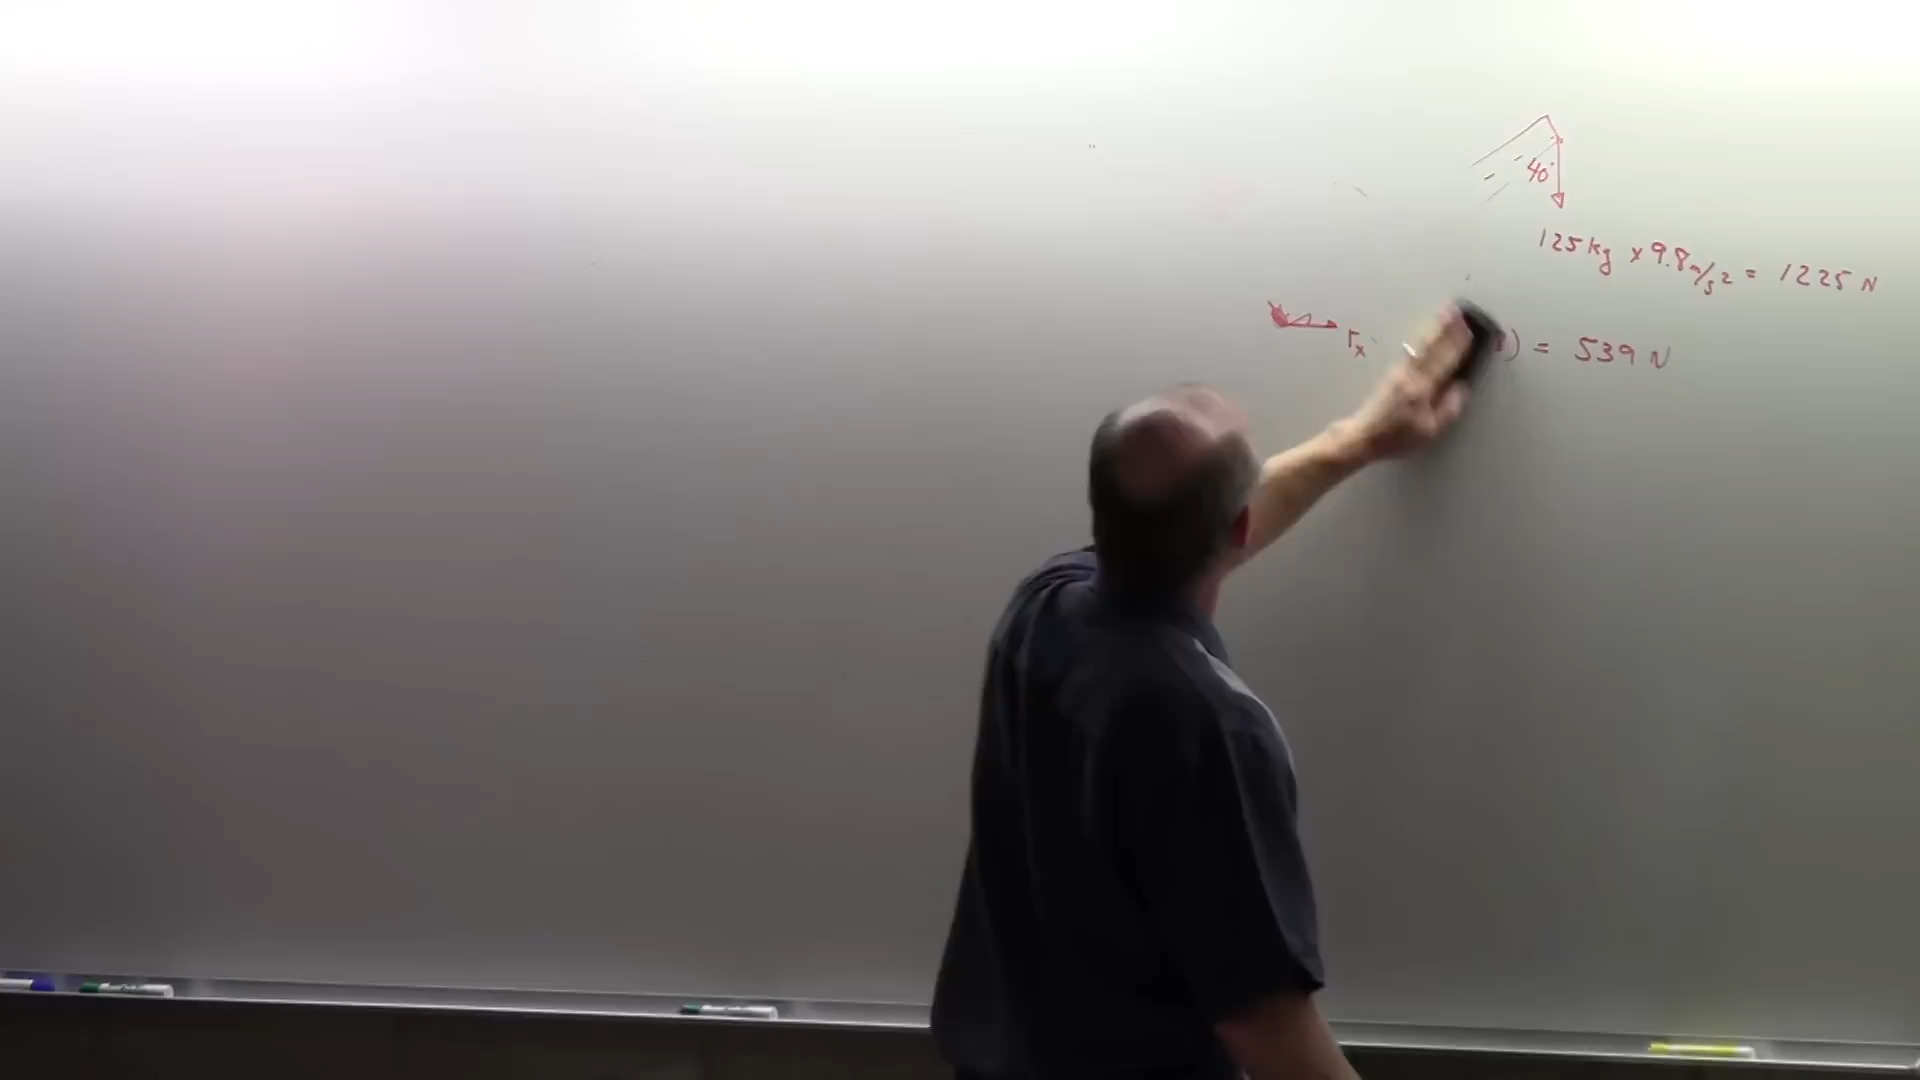 40°
125 kg × 9.8 m/s² = 1225 N
Fx ) = 539 N